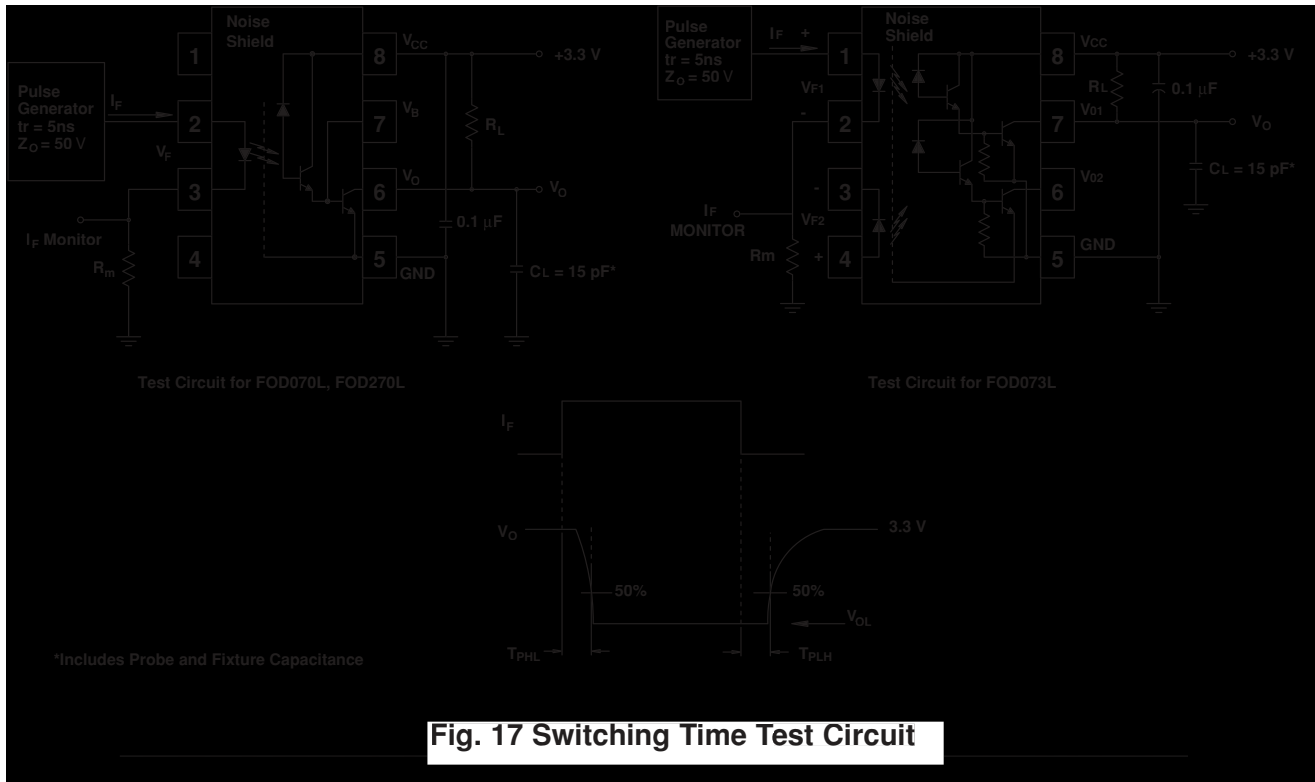 Noise
Shield
1
8
VCC
+3.3 V
Pulse
Generator
tr = 5ns
ZO = 50 V
IF
2
7
VB
RL
VF
3
6
VO
VO
IF Monitor
0.1 μF
Rm
4
5
GND
CL = 15 pF*
Test Circuit for FOD070L, FOD270L
Pulse
Generator
tr = 5ns
ZO = 50 V
IF +
Noise
Shield
1
8
VCC
+3.3 V
VF1
RL
0.1 μF
-
2
7
V01
VO
-
3
6
V02
CL = 15 pF*
IF
MONITOR
VF2
GND
Rm
+
4
5
Test Circuit for FOD073L
IF
VO
3.3 V
50%
50%
VOL
TPHL
TPLH
*Includes Probe and Fixture Capacitance
Fig. 17 Switching Time Test Circuit